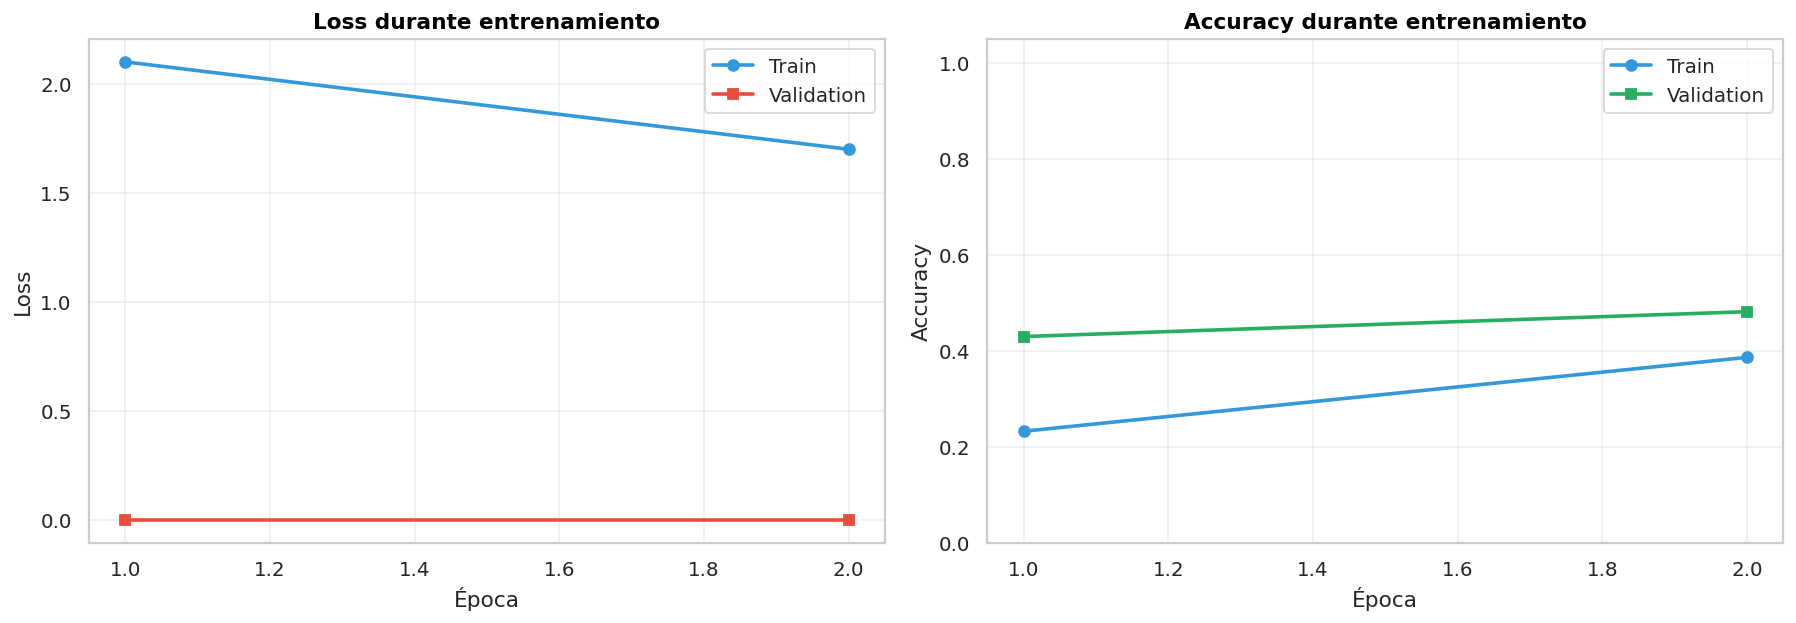 Loss durante entrenamiento
Train
Validation
Loss
2.0
1.5
1.0
0.5
0.0
1.0 1.2 1.4 1.6 1.8 2.0
Época
Accuracy durante entrenamiento
Train
Validation
Accuracy
1.0
0.8
0.6
0.4
0.2
0.0
1.0 1.2 1.4 1.6 1.8 2.0
Época